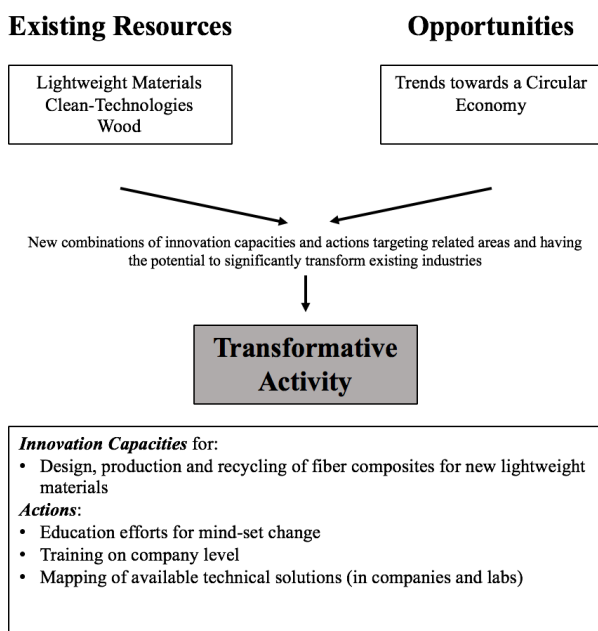 Existing Resources
Opportunities
Lightweight Materials
Clean-Technologies
Wood
Trends towards a Circular
Economy
New combinations of innovation capacities and actions targeting related areas and having
the potential to significantly transform existing industries
Transformative
Activity
Innovation Capacities for:
• Design, production and recycling of fiber composites for new lightweight
materials
Actions:
• Education efforts for mind-set change
• Training on company level
• Mapping of available technical solutions (in companies and labs)